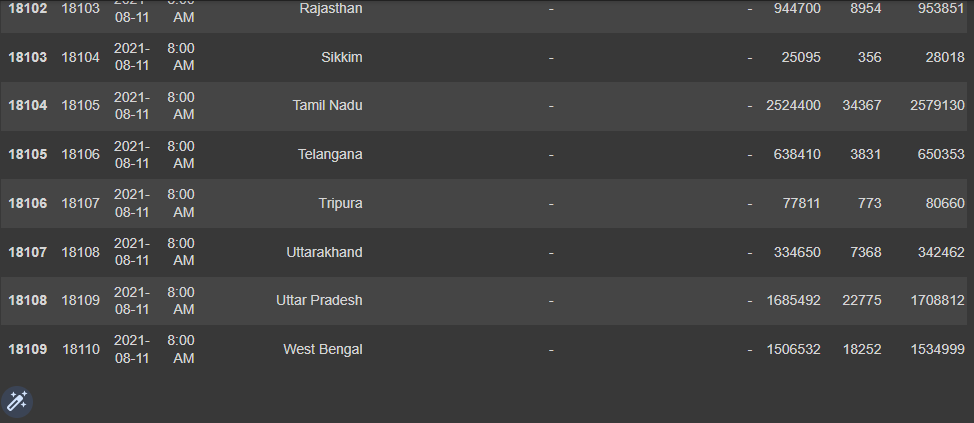 18102 18103 08-11 AM Rajasthan - - 944700 8954 953851
18103 18104 2021-08-11 8:00 AM Sikkim - - 25095 356 28018
18104 18105 2021-08-11 8:00 AM Tamil Nadu - - 2524400 34367 2579130
18105 18106 2021-08-11 8:00 AM Telangana - - 638410 3831 650353
18106 18107 2021-08-11 8:00 AM Tripura - - 77811 773 80660
18107 18108 2021-08-11 8:00 AM Uttarakhand - - 334650 7368 342462
18108 18109 2021-08-11 8:00 AM Uttar Pradesh - - 1685492 22775 1708812
18109 18110 2021-08-11 8:00 AM West Bengal - - 1506532 18252 1534999